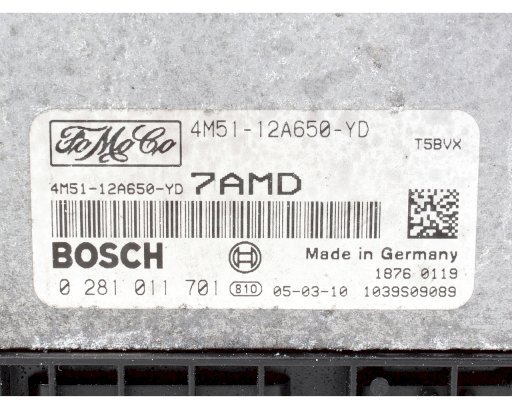 FoMoCo 4M51-12A650-YD
T5BVX
4M51-12A650-YD 7AMD
BOSCH
Made in Germany
1876 0119
0 281 011 701 810 05-03-10 1039S09089